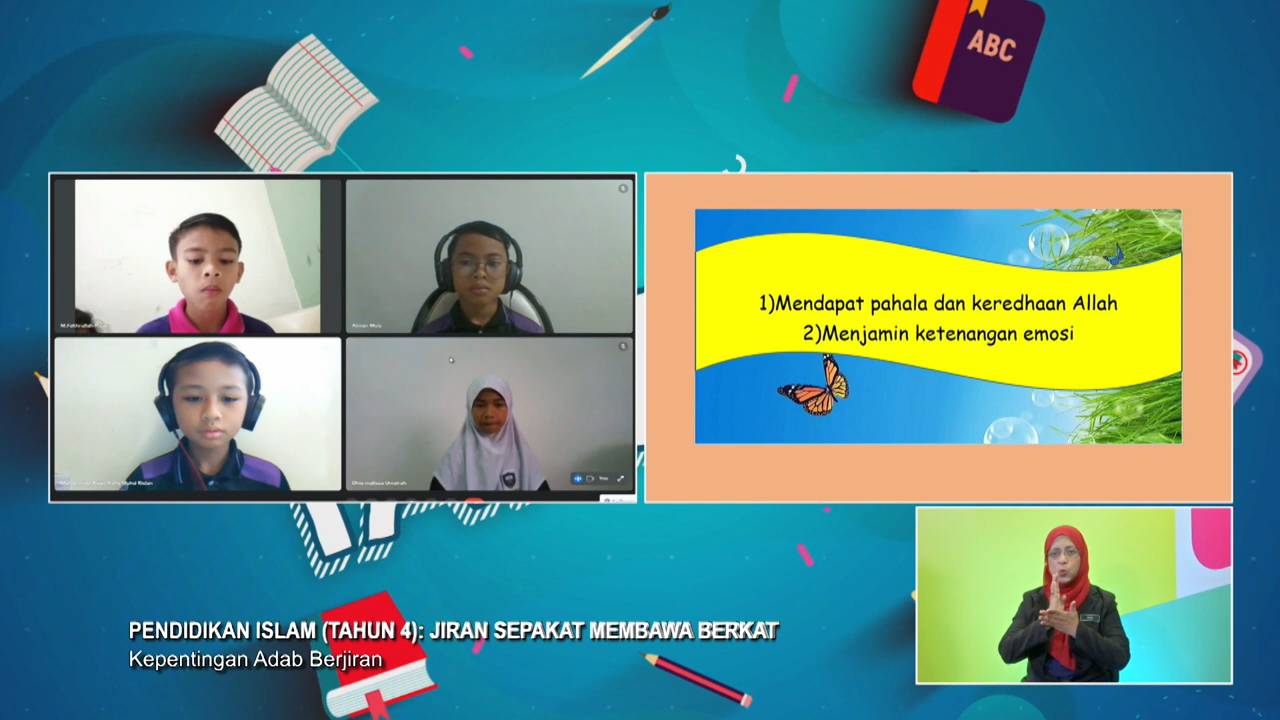 ABC
1)Mendapat pahala dan keredhaan Allah
2)Menjamin ketenangan emosi
You
PENDIDIKAN ISLAM (TAHUN 4): JIRAN SEPAKAT MEMBAWA BERKAT
Kepentingan Adab Berjiran